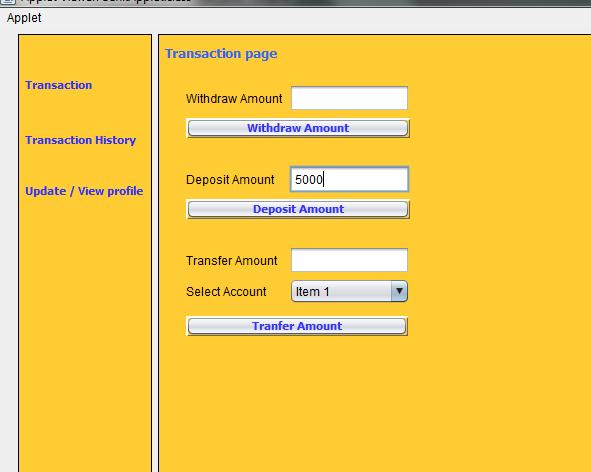 Applet
Transaction page
Transaction
Transaction History
Update / View profile
Withdraw Amount
Withdraw Amount
Deposit Amount 5000
Deposit Amount
Transfer Amount
Select Account Item 1
Tranfer Amount